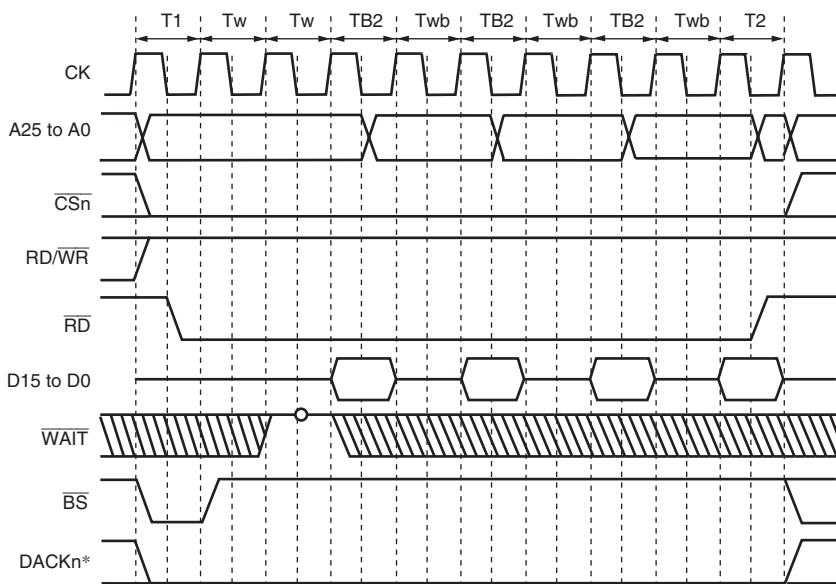 T1 Tw Tw TB2 Twb TB2 Twb TB2 Twb T2
CK
A25 to A0
CSn
RD/WR
RD
D15 to D0
WAIT
BS
DACKn*